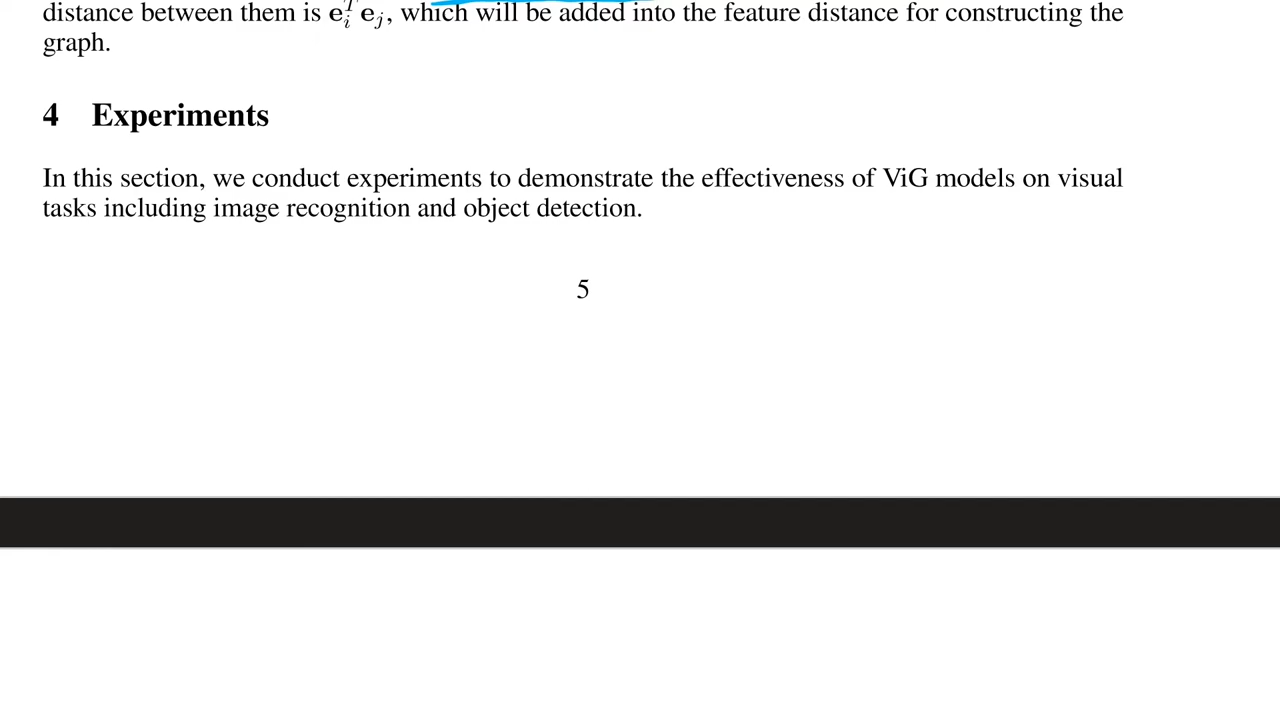 distance between them is e_i^T e_j, which will be added into the feature distance for constructing the
graph.
4 Experiments
In this section, we conduct experiments to demonstrate the effectiveness of ViG models on visual
tasks including image recognition and object detection.
5